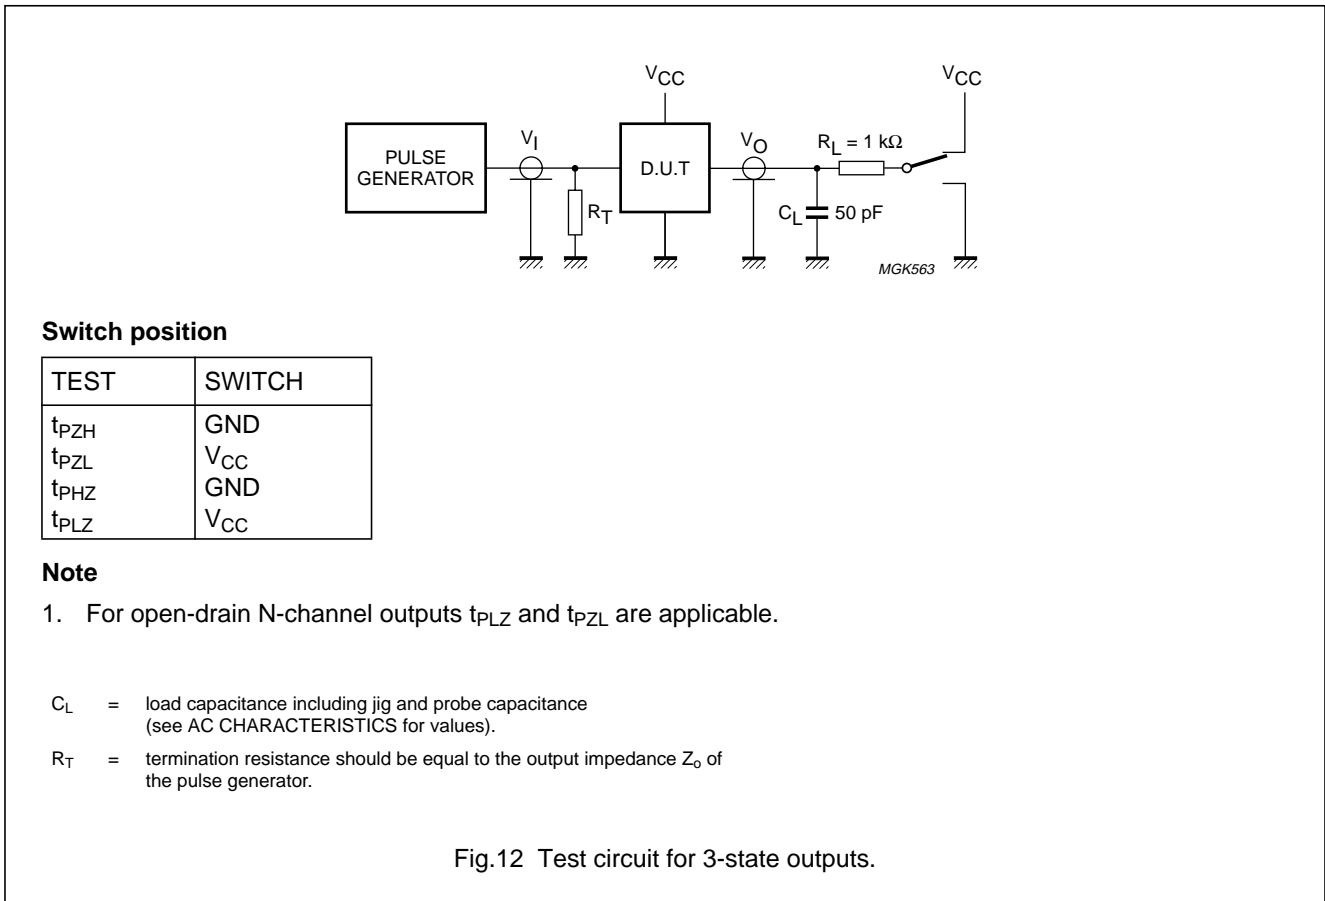 VCC VCC
PULSE
GENERATOR
VI
RT
D.U.T
VO
RL = 1 kΩ
CL 50 pF
MGK563
Switch position
TEST SWITCH
tPZH GND
tPZL VCC
tPHZ GND
tPLZ VCC
Note
1. For open-drain N-channel outputs tPLZ and tPZL are applicable.
CL = load capacitance including jig and probe capacitance
(see AC CHARACTERISTICS for values).
RT = termination resistance should be equal to the output impedance Zo of
the pulse generator.
Fig.12 Test circuit for 3-state outputs.